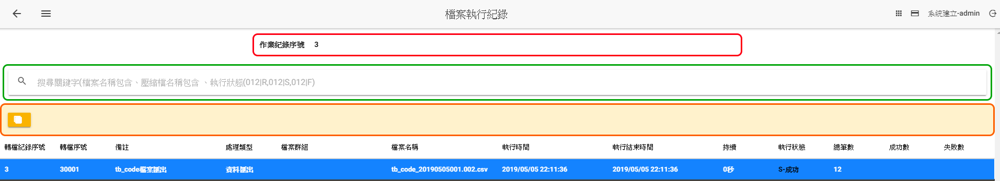 檔案執行紀錄
系統建立-admin
作業紀錄序號 3
搜尋關鍵字(檔案名稱包含、壓縮檔名稱包含 、執行狀態(012|R,012|S,012|F)
轉檔紀錄序號 轉檔序號 備註 處理類型 檔案群組 檔案名稱 執行時間 執行結束時間 持續 執行狀態 總筆數 成功數 失敗數
3 30001 tb_code檔案匯出 資料匯出 tb_code_20190505001.002.csv 2019/05/05 22:11:36 2019/05/05 22:11:36 0秒 S-成功 12